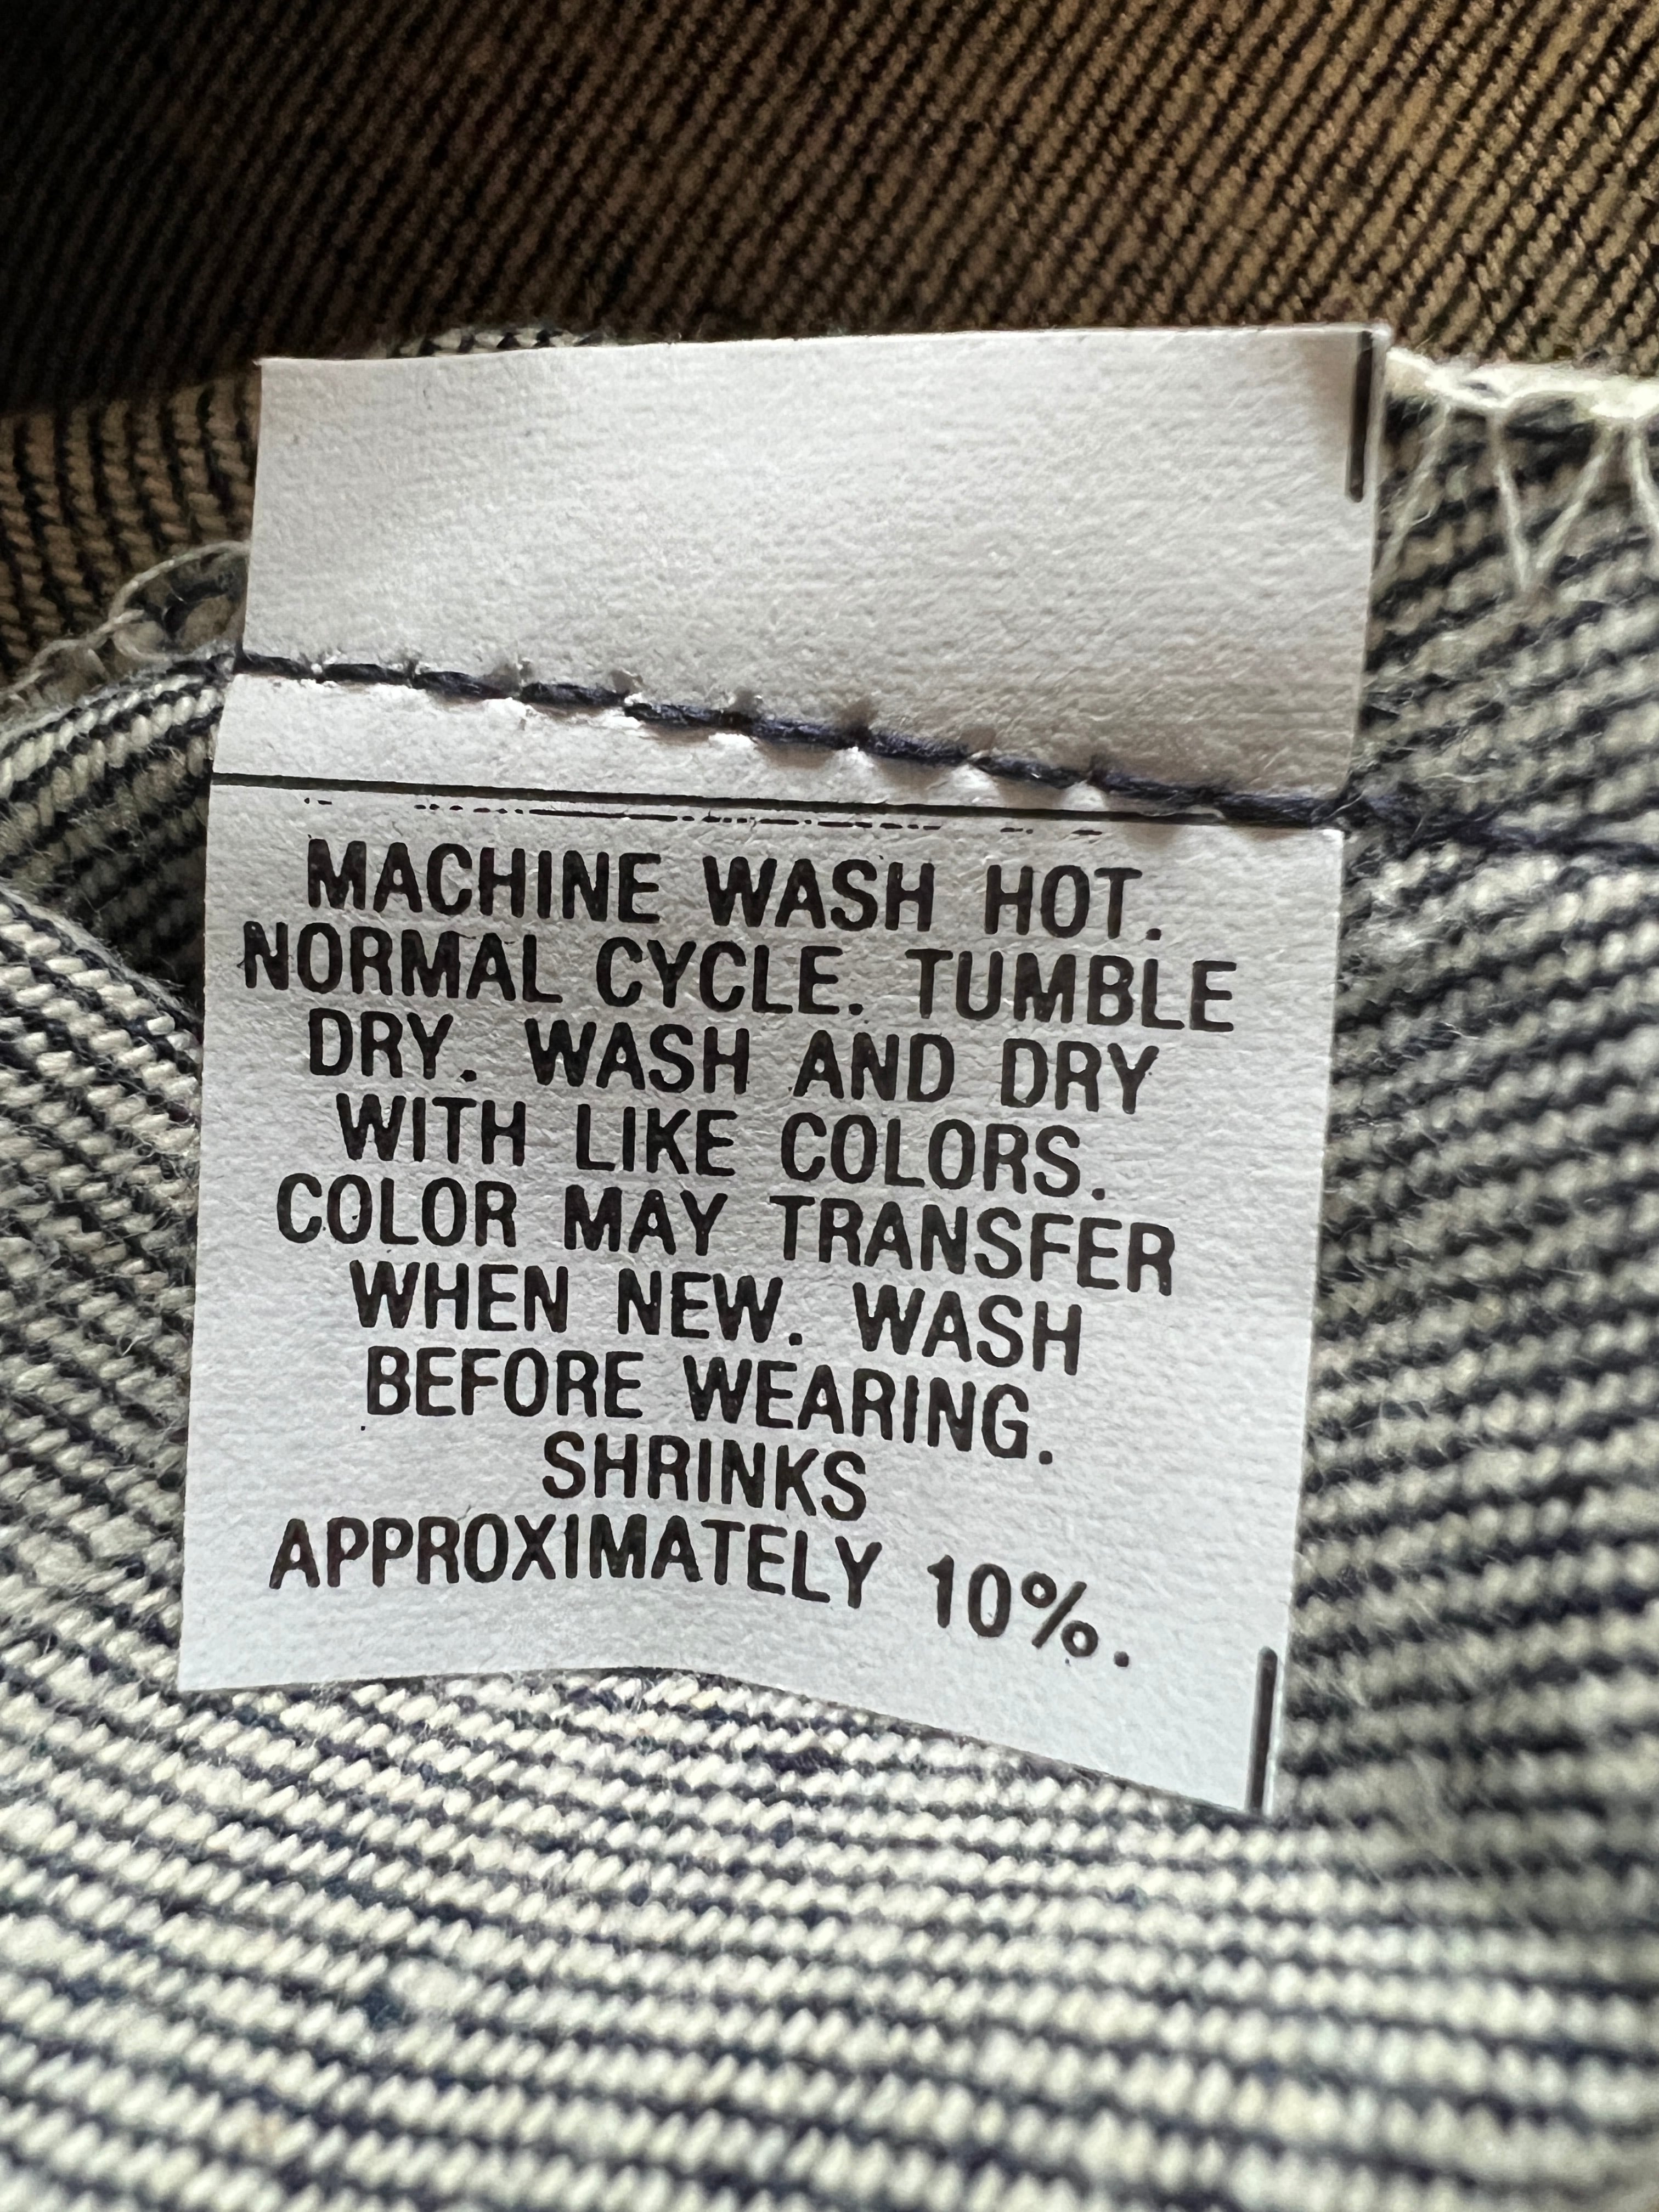 MACHINE WASH HOT.
NORMAL CYCLE. TUMBLE
DRY. WASH AND DRY
WITH LIKE COLORS.
COLOR MAY TRANSFER
WHEN NEW. WASH
BEFORE WEARING.
SHRINKS
APPROXIMATELY 10%.